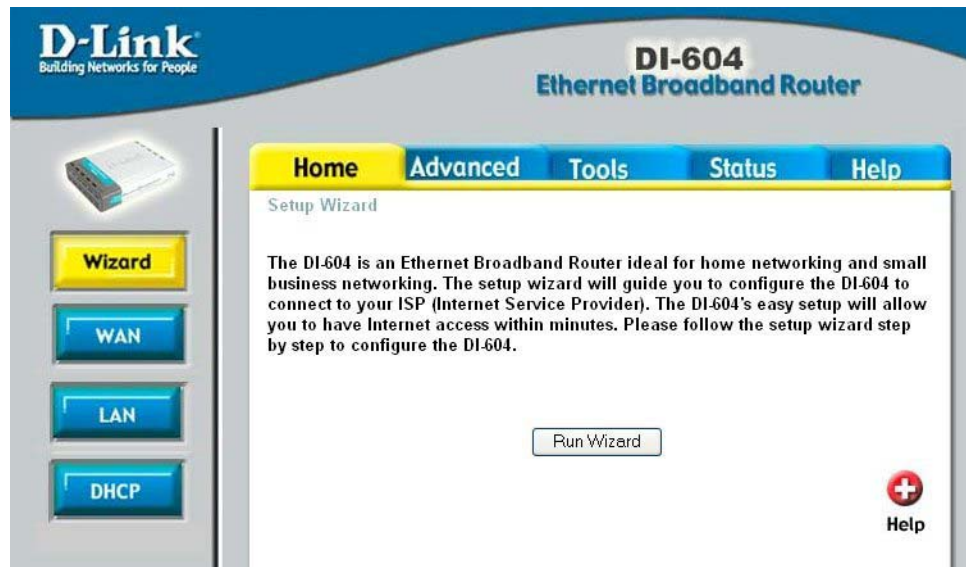 D-Link
Building Networks for People
DI-604
Ethernet Broadband Router
Home Advanced Tools Status Help
Setup Wizard
Wizard
WAN
LAN
DHCP
The DI-604 is an Ethernet Broadband Router ideal for home networking and small
business networking. The setup wizard will guide you to configure the DI-604 to
connect to your ISP (Internet Service Provider). The DI-604's easy setup will allow
you to have Internet access within minutes. Please follow the setup wizard step
by step to configure the DI-604.
Run Wizard
Help